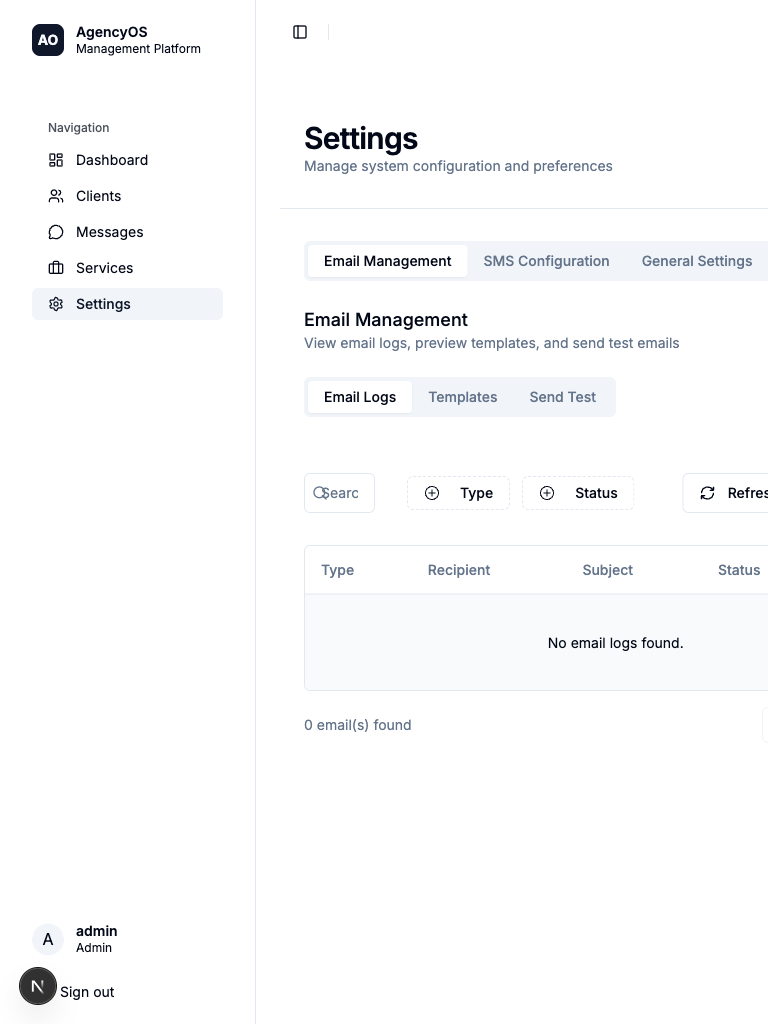 AO
AgencyOS
Management Platform
Navigation
Dashboard
Clients
Messages
Services
Settings
admin
A
Admin
N
Sign out
Settings
Manage system configuration and preferences
Email Management SMS Configuration General Settings
Email Management
View email logs, preview templates, and send test emails
Email Logs Templates Send Test
Searc Type Status Refres
Type Recipient Subject Status
No email logs found.
0 email(s) found